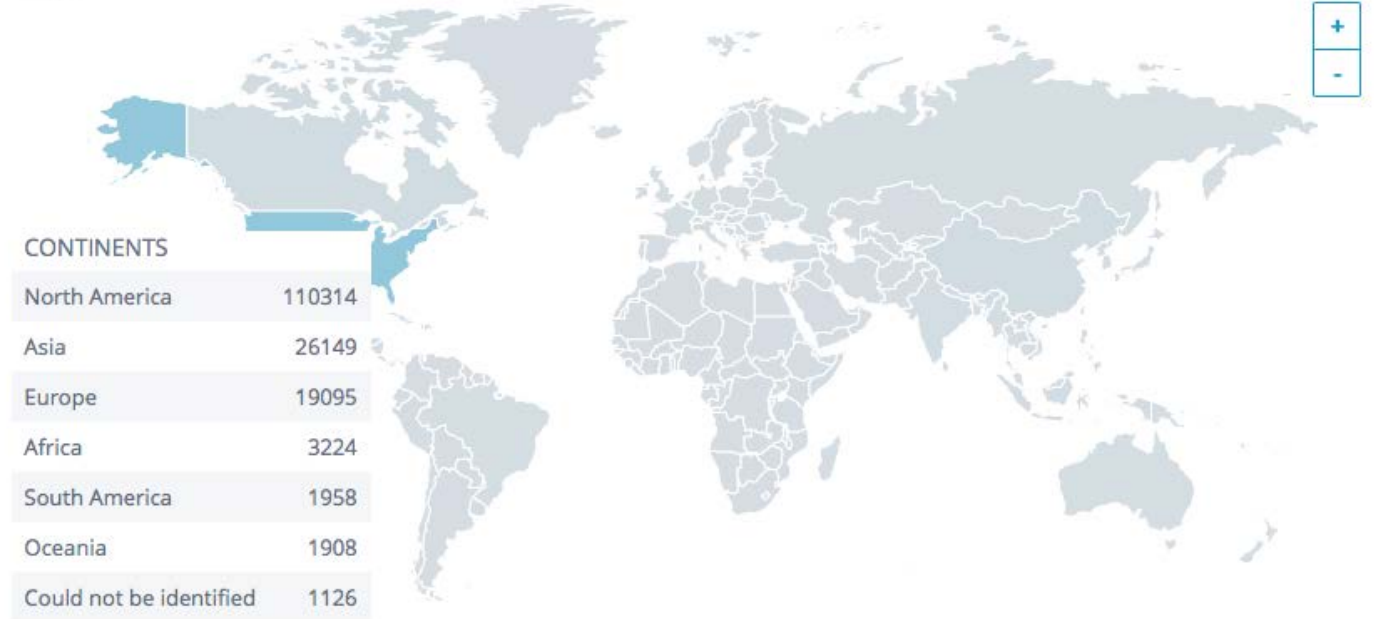 +
-
CONTINENTS
North America 110314
Asia 26149
Europe 19095
Africa 3224
South America 1958
Oceania 1908
Could not be identified 1126